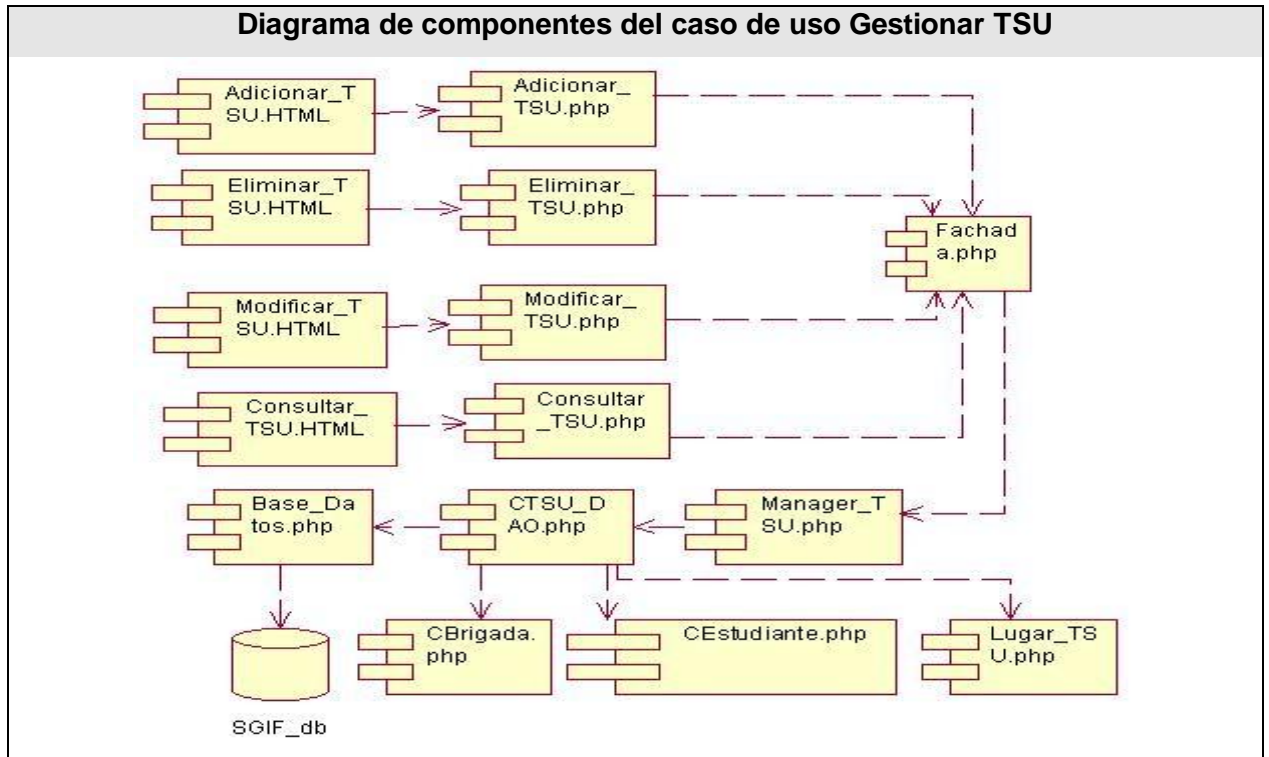 Diagrama de componentes del caso de uso Gestionar TSU
Adicionar_T
SU.HTML
Adicionar_
TSU.php
Eliminar_T
SU.HTML
Eliminar_
TSU.php
Fachad
a.php
Modificar_T
SU.HTML
Modificar_
TSU.php
Consultar_
TSU.HTML
Consultar
_TSU.php
Base_Da
tos.php
CTSU_D
AO.php
Manager_T
SU.php
CBrigada.
php
CEstudiante.php
Lugar_TS
U.php
SGIF_db